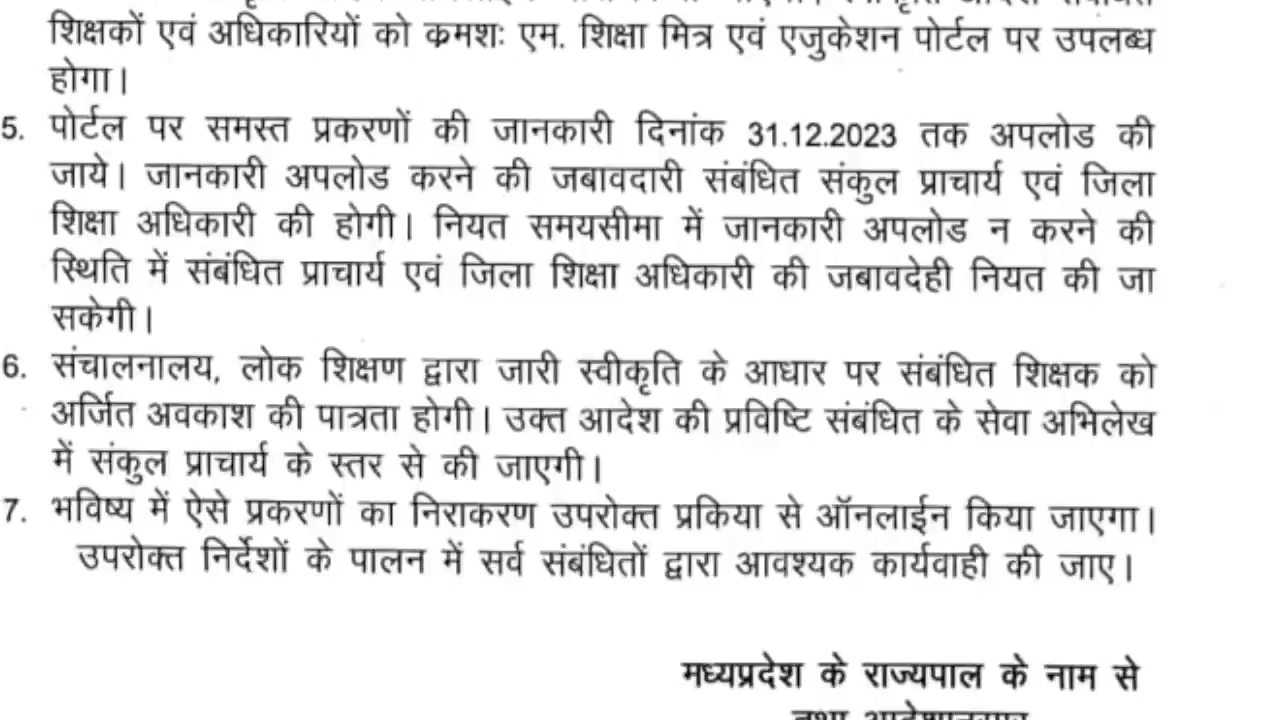 शिक्षकों एवं अधिकारियों को क्रमशः एम. शिक्षा मित्र एवं एजुकेशन पोर्टल पर उपलब्ध
होगा।
5. पोर्टल पर समस्त प्रकरणों की जानकारी दिनांक 31.12.2023 तक अपलोड की
जाये। जानकारी अपलोड करने की जबावदारी संबंधित संकुल प्राचार्य एवं जिला
शिक्षा अधिकारी की होगी। नियत समयसीमा में जानकारी अपलोड न करने की
स्थिति में संबंधित प्राचार्य एवं जिला शिक्षा अधिकारी की जबावदेही नियत की जा
सकेगी।
6. संचालनालय, लोक शिक्षण द्वारा जारी स्वीकृति के आधार पर संबंधित शिक्षक को
अर्जित अवकाश की पात्रता होगी। उक्त आदेश की प्रविष्टि संबंधित के सेवा अभिलेख
में संकुल प्राचार्य के स्तर से की जाएगी।
7. भविष्य में ऐसे प्रकरणों का निराकरण उपरोक्त प्रकिया से ऑनलाईन किया जाएगा।
उपरोक्त निर्देशों के पालन में सर्व संबंधितों द्वारा आवश्यक कार्यवाही की जाए।
मध्यप्रदेश के राज्यपाल के नाम से